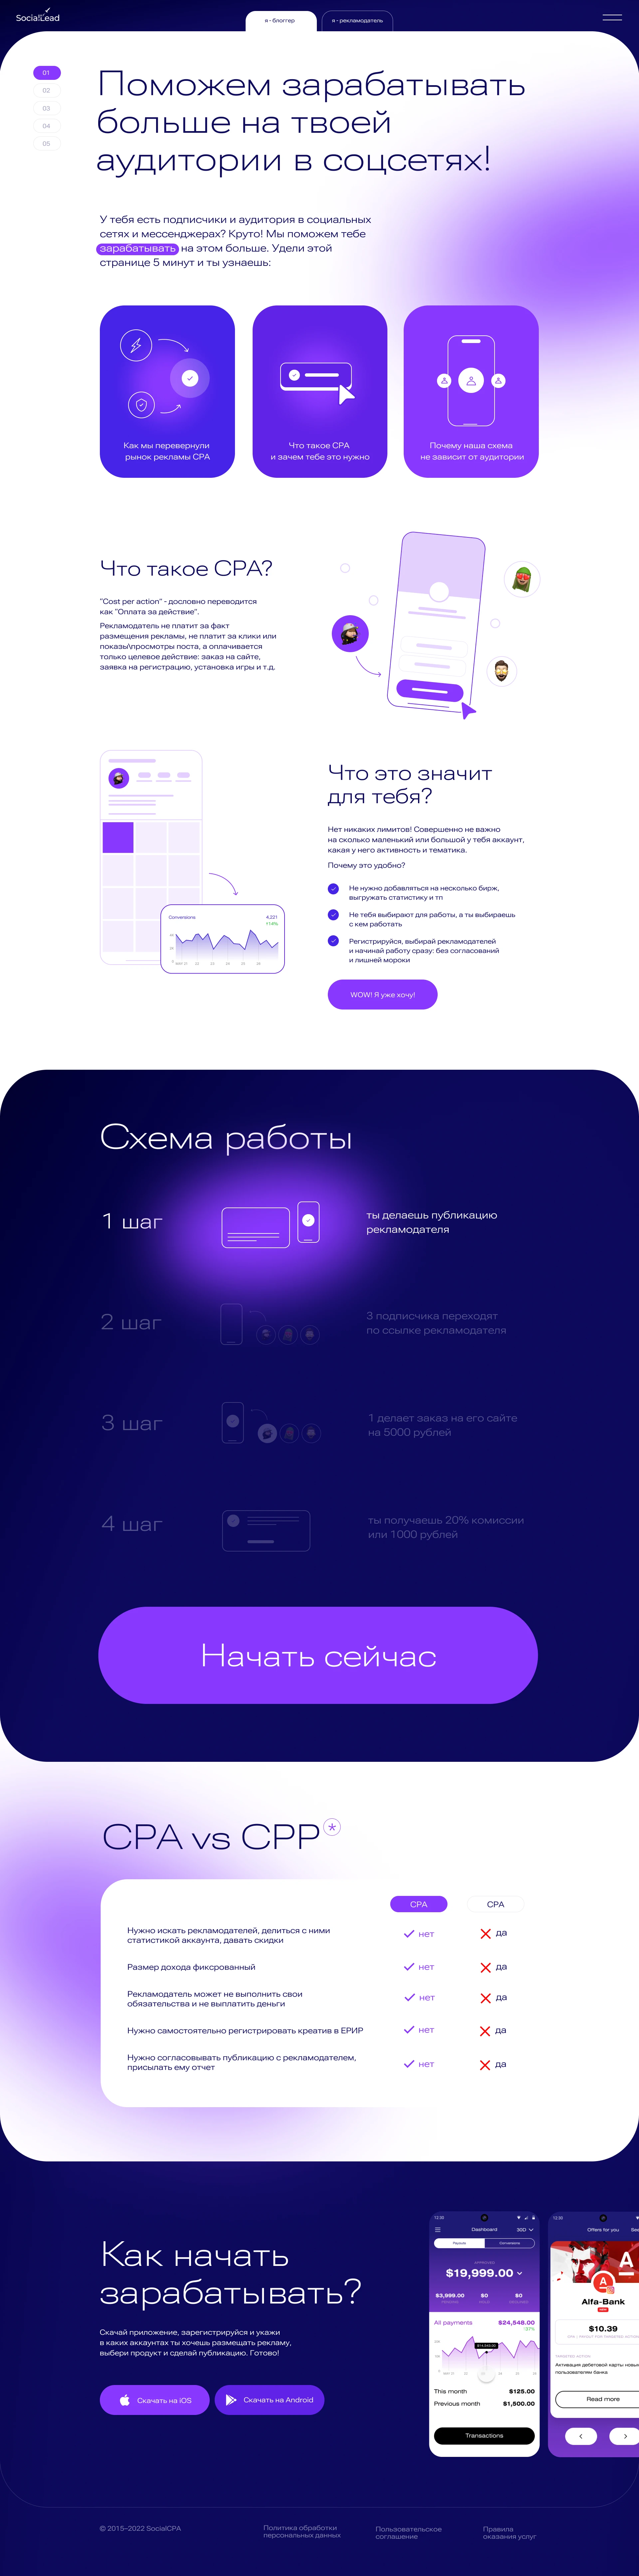 SocialLead
я - блоггер
я - рекламодатель
01
02
03
04
05
Поможем зарабатывать
больше на твоей
аудитории в соцсетях!
У тебя есть подписчики и аудитория в социальных
сетях и мессенджерах? Круто! Мы поможем тебе
зарабатывать на этом больше. Удели этой
странице 5 минут и ты узнаешь:
Как мы перевернули
рынок рекламы CPA
Что такое CPA
и зачем тебе это нужно
Почему наша схема
не зависит от аудитории
Что такое CPA?
"Cost per action" - дословно переводится
как "Оплата за действие".
Рекламодатель не платит за факт
размещения рекламы, не платит за клики или
показы\просмотры поста, а оплачивается
только целевое действие: заказ на сайте,
заявка на регистрацию, установка игры и т.д.
Что это значит
для тебя?
Нет никаких лимитов! Совершенно не важно
на сколько маленький или большой у тебя аккаунт,
какая у него активность и тематика.
Почему это удобно?
Не нужно добавляться на несколько бирж,
выгружать статистику и тп
Не тебя выбирают для работы, а ты выбираешь
с кем работать
Регистрируйся, выбирай рекламодателей
и начинай работу сразу: без согласований
и лишней мороки
WOW! Я уже хочу!
Conversions
4,221
Схема работы
1 шаг
ты делаешь публикацию
рекламодателя
2 шаг
3 подписчика переходят
по ссылке рекламодателя
3 шаг
1 делает заказ на его сайте
на 5000 рублей
4 шаг
ты получаешь 20% комиссии
или 1000 рублей
Начать сейчас
CPA vs CPP*
CPA
CPA
Нужно искать рекламодателей, делиться с ними
статистикой аккаунта, давать скидки
нет
да
Размер дохода фиксрованный
нет
да
Рекламодатель может не выполнить свои
обязательства и не выплатить деньги
нет
да
Нужно самостоятельно регистрировать креатив в ЕРИР
нет
да
Нужно согласовывать публикацию с рекламодателем,
присылать ему отчет
нет
да
Как начать
зарабатывать?
Скачай приложение, зарегистрируйся и укажи
в каких аккаунтах ты хочешь размещать рекламу,
выбери продукт и сделай публикацию. Готово!
Скачать на iOS
Скачать на Android
12:30
Dashboard
30D
Payouts
Conversions
APPROVED
$19,999.00
$3,999.00
$0
$0
All payments
$24,548.00
This month
$125.00
Previous month
$1,500.00
Transactions
12:30
Offers for you
Alfa-Bank
$10.39
Активация дебетовой карты новым
пользователям банка
Read more
© 2015–2022 SocialCPA
Политика обработки
персональных данных
Пользовательское
соглашение
Правила
оказания услуг